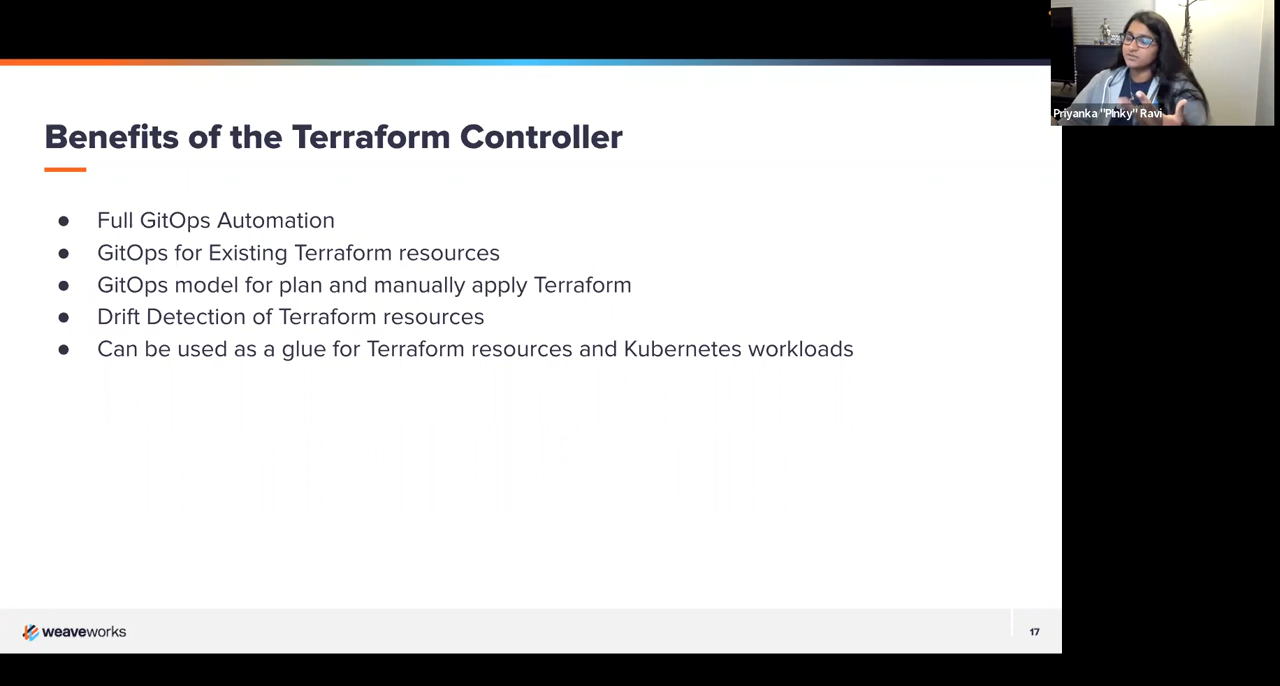 Priyanka "PInky" Ravi
Benefits of the Terraform Controller
● Full GitOps Automation
● GitOps for Existing Terraform resources
● GitOps model for plan and manually apply Terraform
● Drift Detection of Terraform resources
● Can be used as a glue for Terraform resources and Kubernetes workloads
weaveworks
17